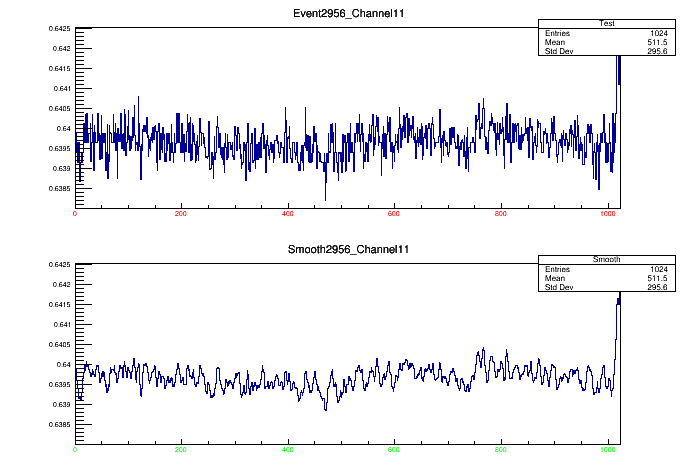 Event2956_Channel11
Test
Entries 1024
Mean 511.5
Std Dev 295.6
0.6425
0.642
0.6415
0.641
0.6405
0.64
0.6395
0.639
0.6385
0 200 400 600 800 1000
Smooth2956_Channel11
Smooth
Entries 1024
Mean 511.5
Std Dev 295.6
0.6425
0.642
0.6415
0.641
0.6405
0.64
0.6395
0.639
0.6385
0 200 400 600 800 1000